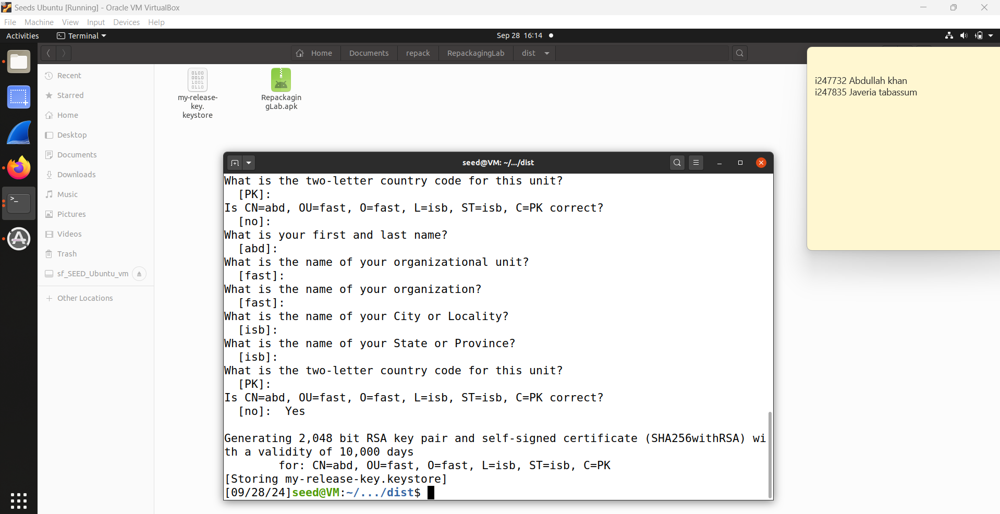 Seeds Ubuntu [Running] - Oracle VM VirtualBox
File Machine View Input Devices Help
Activities Terminal Sep 28 16:14
Home Documents repack RepackagingLab dist
Recent
Starred
Home
Desktop
Documents
Downloads
Music
Pictures
Videos
Trash
sf_SEED_Ubuntu_vm
+ Other Locations
0100
0010
1001
0110
my-release-
key.
keystore
Repackagin
gLab.apk
i247732 Abdullah khan
i247835 Javeria tabassum
seed@VM: ~/.../dist
What is the two-letter country code for this unit?
[PK]:
Is CN=abd, OU=fast, O=fast, L=isb, ST=isb, C=PK correct?
[no]:
What is your first and last name?
[abd]:
What is the name of your organizational unit?
[fast]:
What is the name of your organization?
[fast]:
What is the name of your City or Locality?
[isb]:
What is the name of your State or Province?
[isb]:
What is the two-letter country code for this unit?
[PK]:
Is CN=abd, OU=fast, O=fast, L=isb, ST=isb, C=PK correct?
[no]: Yes
Generating 2,048 bit RSA key pair and self-signed certificate (SHA256withRSA) wi
th a validity of 10,000 days
for: CN=abd, OU=fast, O=fast, L=isb, ST=isb, C=PK
[Storing my-release-key.keystore]
[09/28/24]seed@VM:~/.../dist$